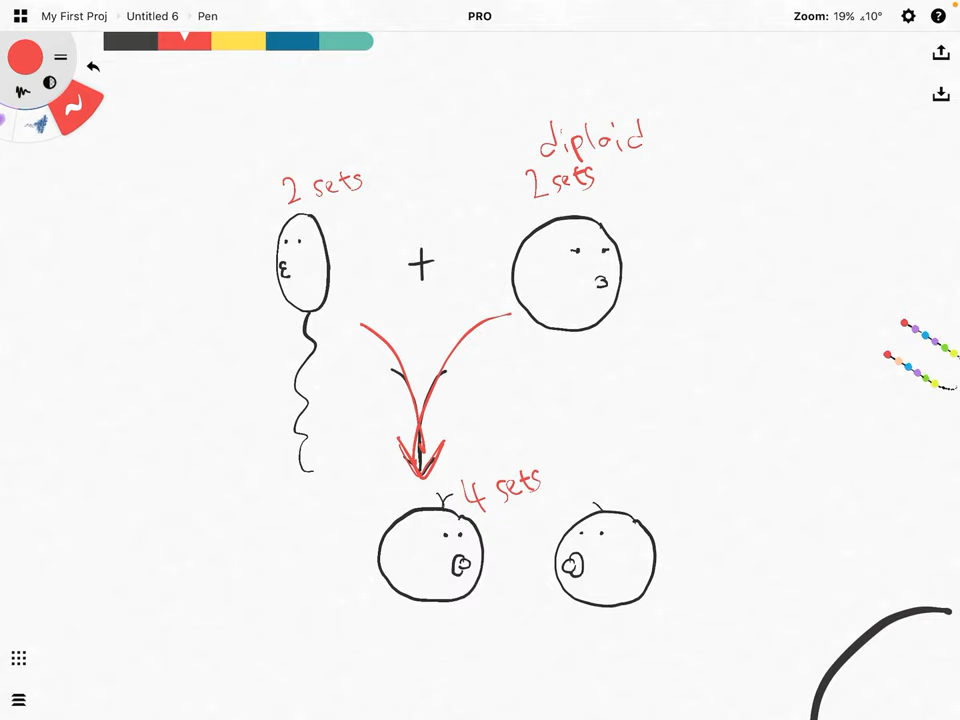 My First Proj Untitled 6 Pen
PRO
Zoom: 19% ⊿10°
diploid
2 sets
2 sets
+
4 sets